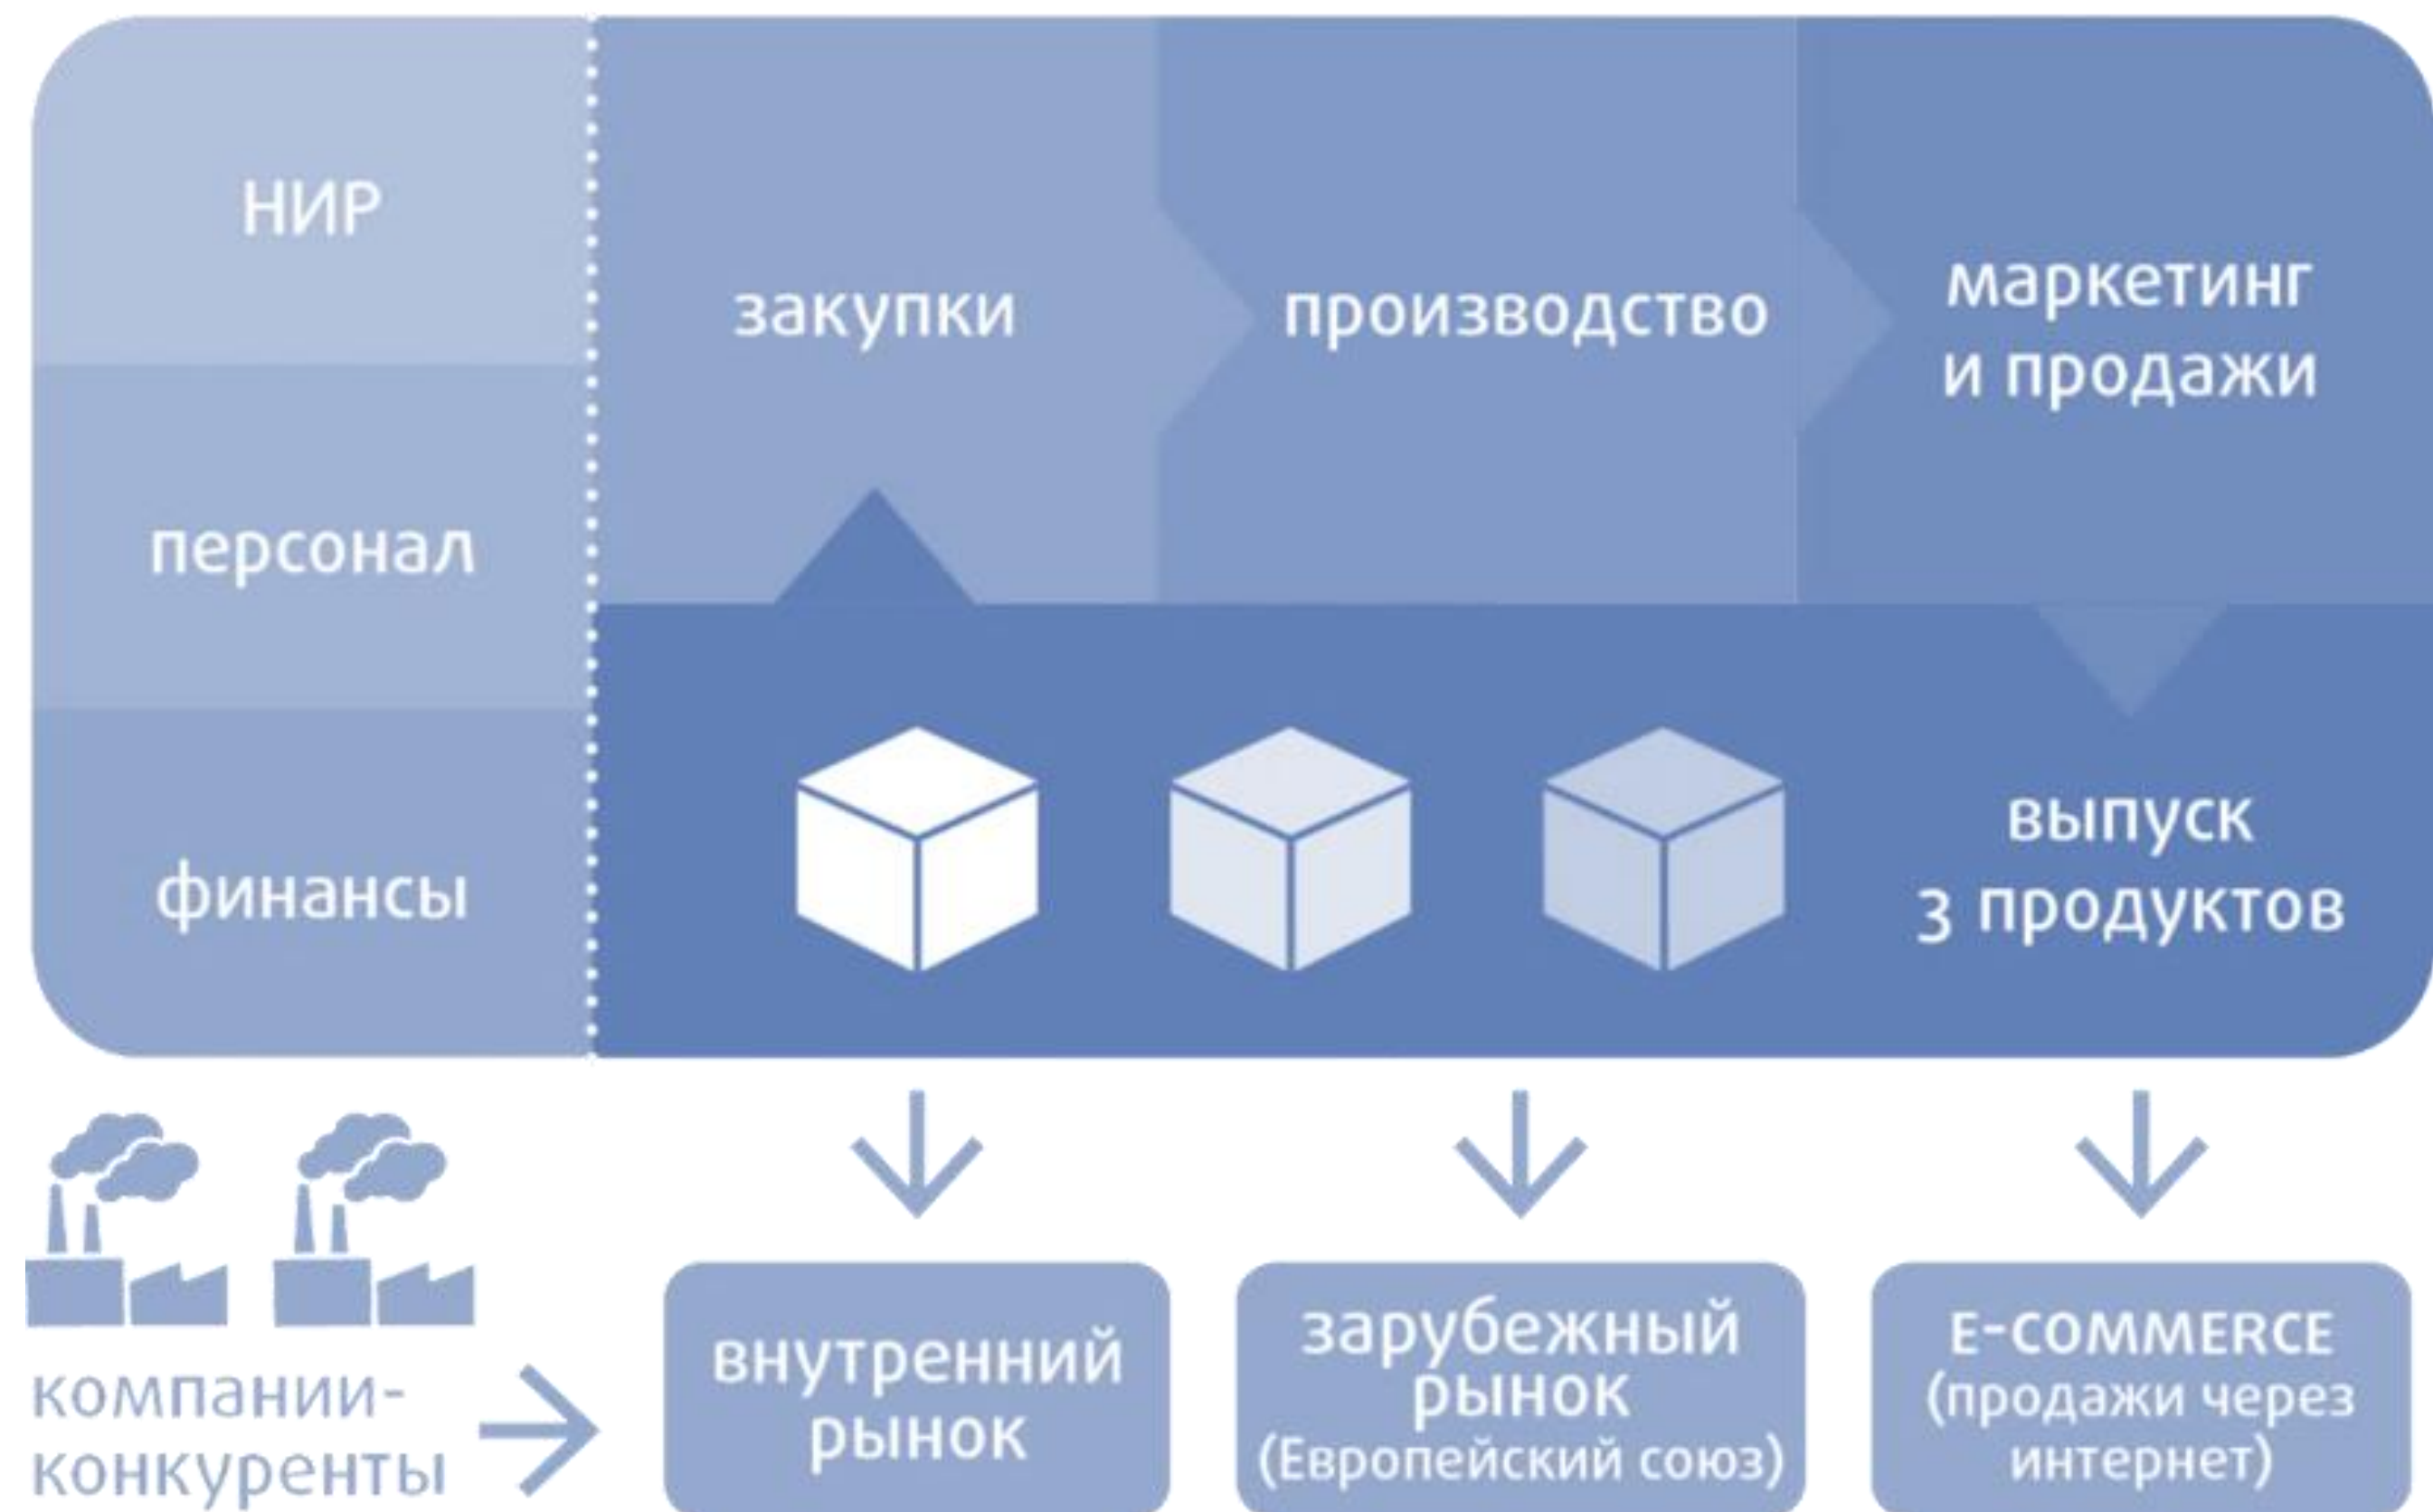 НИР
персонал
финансы
закупки
производство
маркетинг
и продажи
выпуск
3 продуктов
компании-
конкуренты
внутренний
рынок
зарубежный
рынок
(Европейский союз)
E-COMMERCE
(продажи через
интернет)